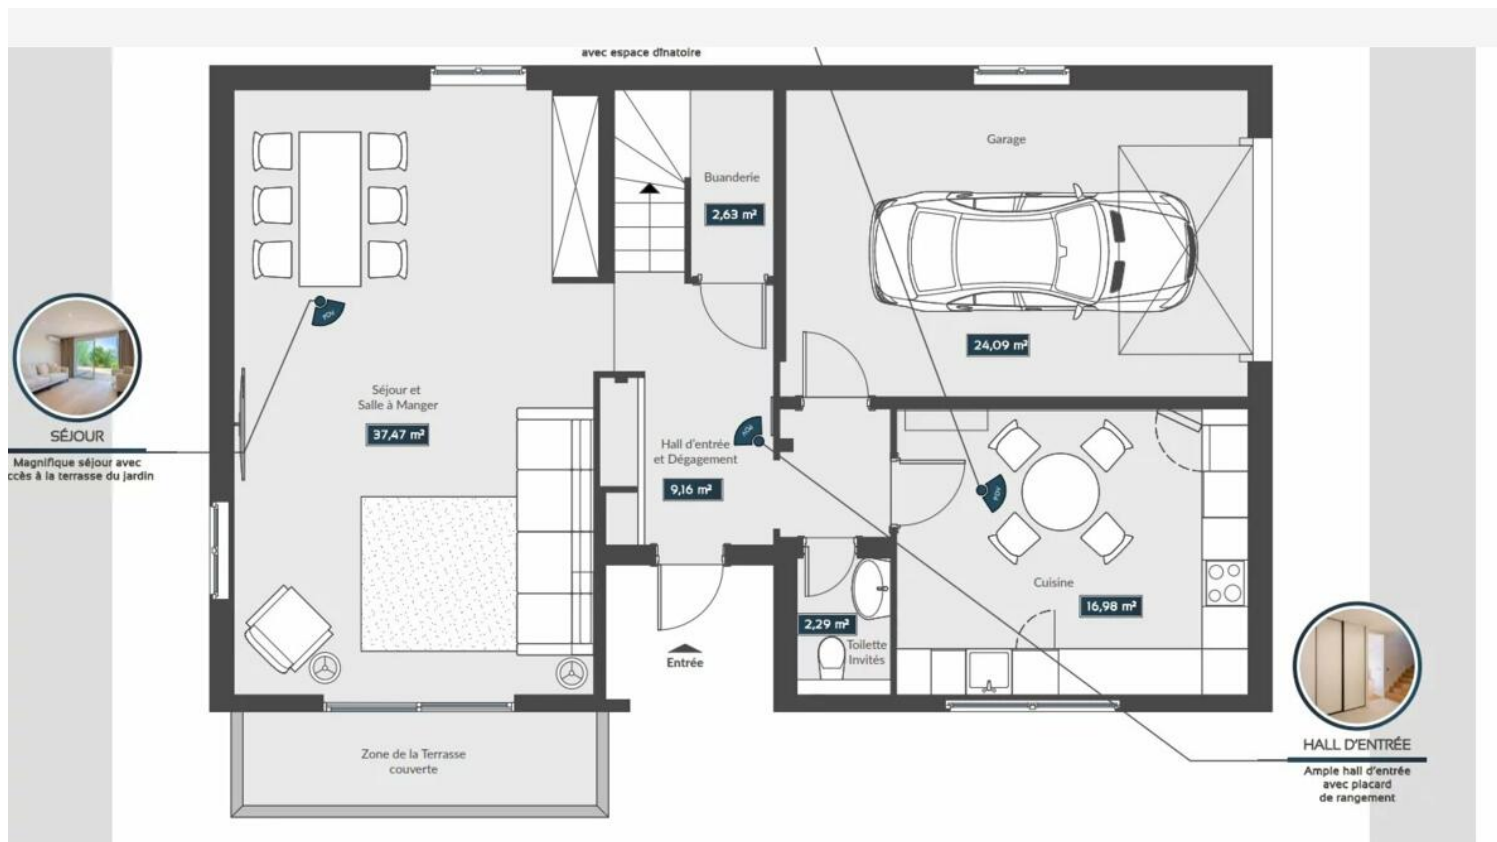 avec espace dînatoire
Garage
Buanderie
2,63 m²
24,09 m²
PDV
Séjour et
Salle à Manger
37,47 m²
SÉJOUR
Magnifique séjour avec
ccès à la terrasse du jardin
PDV
Hall d'entrée
et Dégagement
9,16 m²
PDV
Cuisine
16,98 m²
2,29 m²
Toilette
Invités
Entrée
HALL D'ENTRÉE
Ample hall d'entrée
avec placard
de rangement
Zone de la Terrasse
couverte